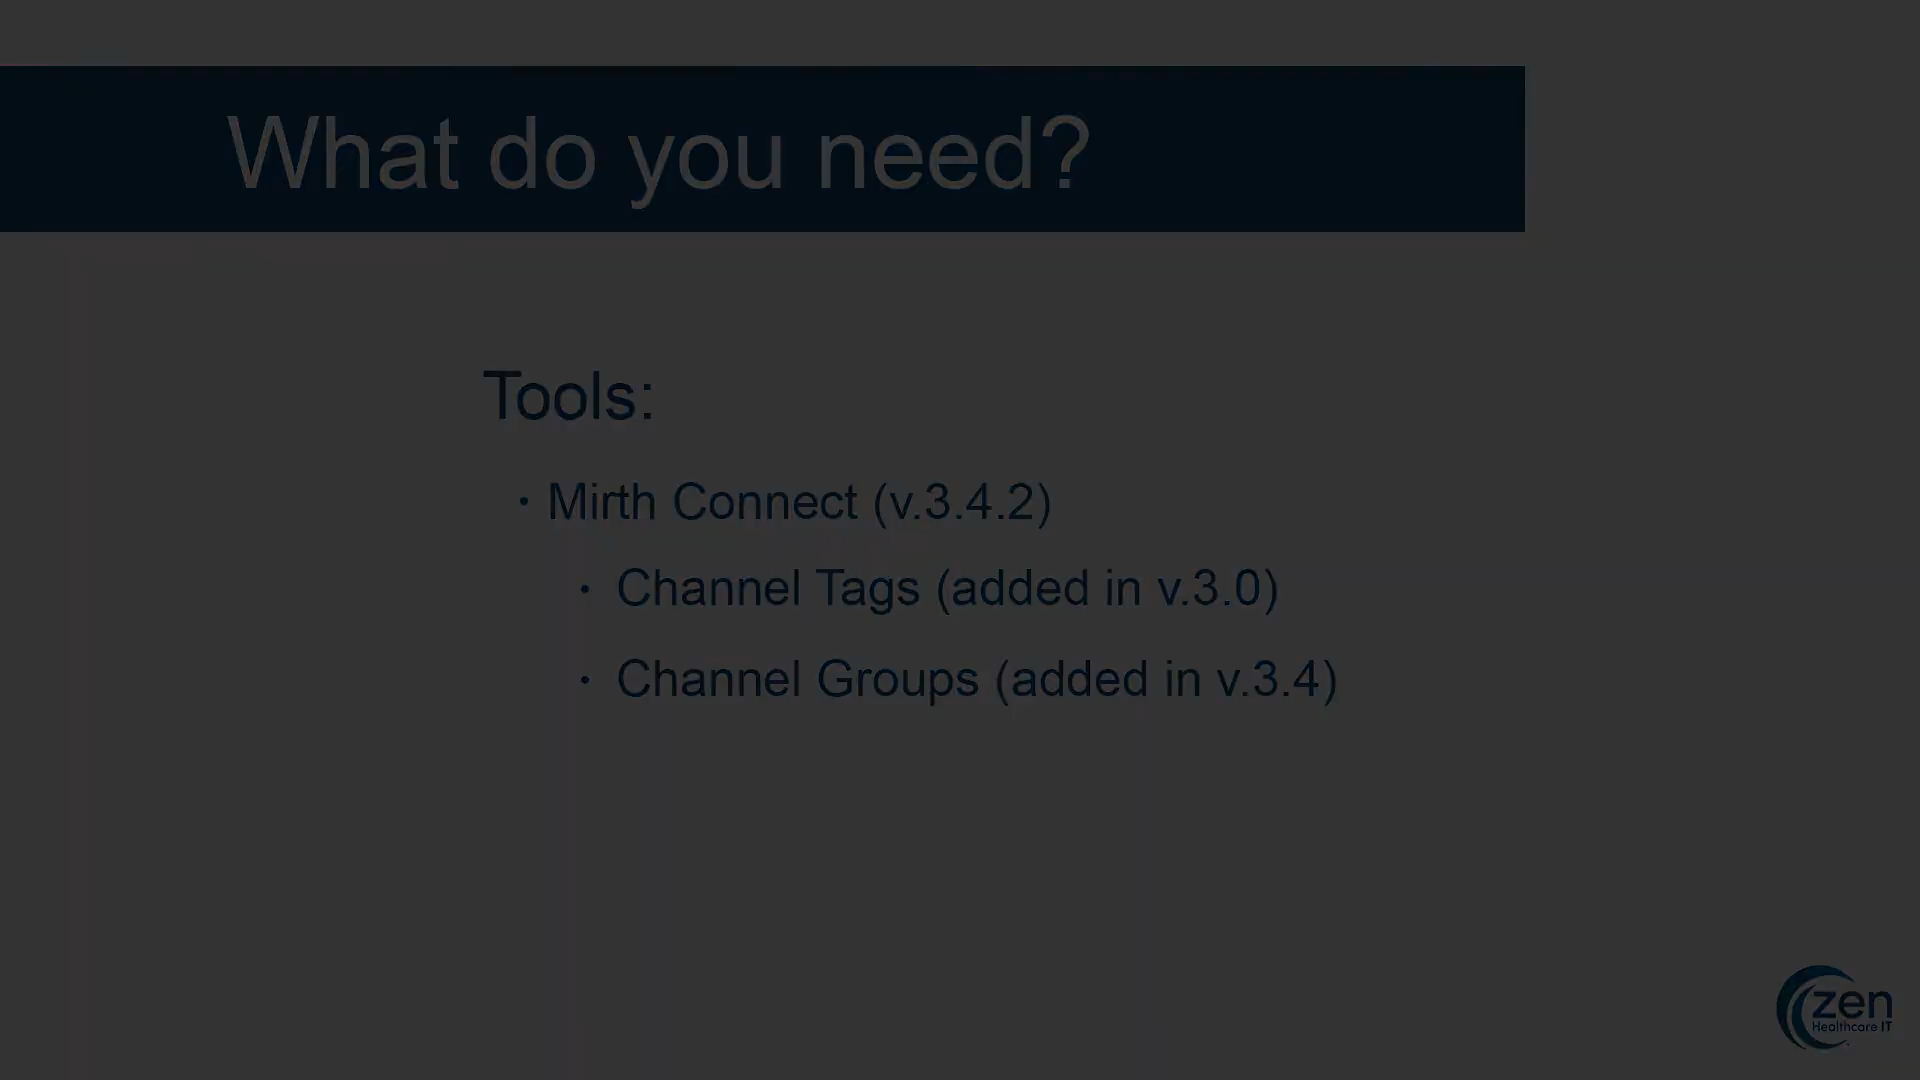 What do you need?
Tools:
· Mirth Connect (v.3.4.2)
· Channel Tags (added in v.3.0)
· Channel Groups (added in v.3.4)
zen
Healthcare IT